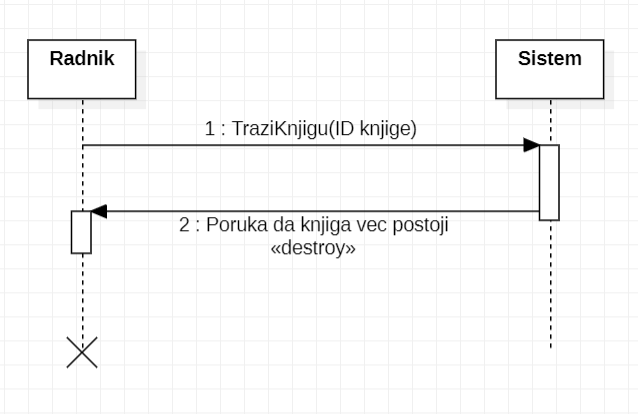 Radnik
Sistem
1 : TraziKnjigu(ID knjige)
2 : Poruka da knjiga vec postoji
«destroy»